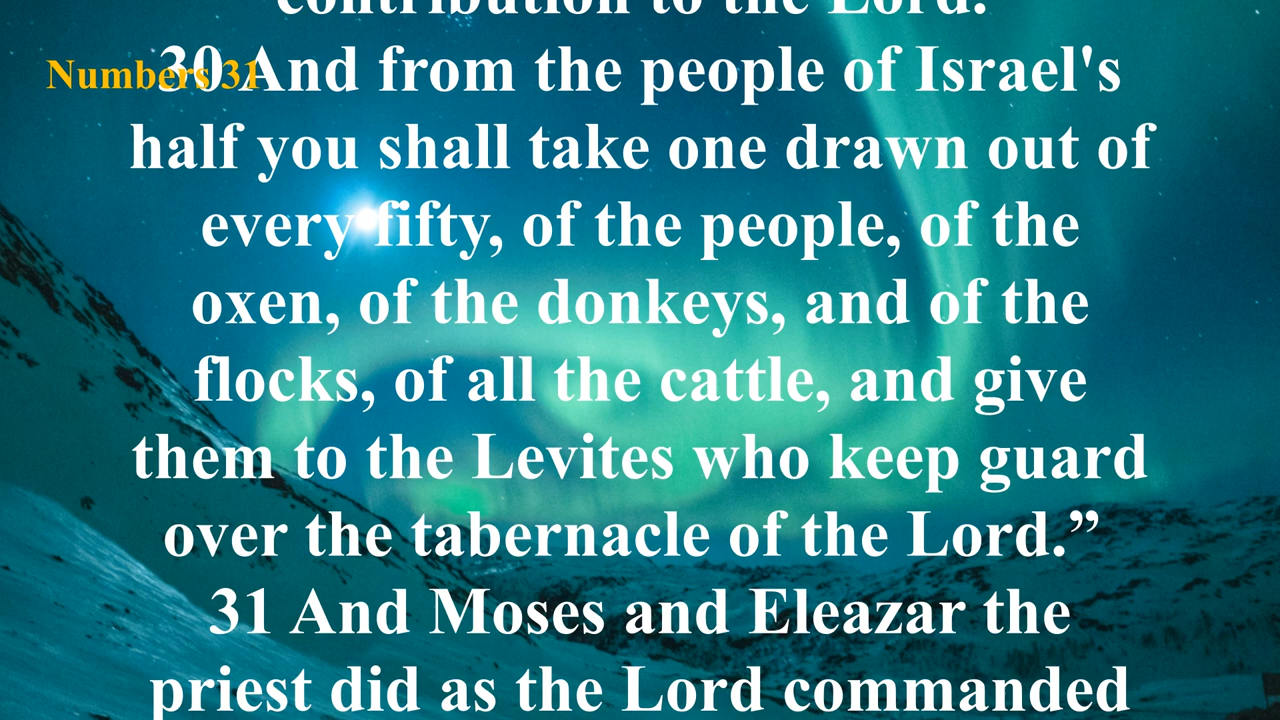 contribution to the Lord.
Numbers 31
30 And from the people of Israel's
half you shall take one drawn out of
every fifty, of the people, of the
oxen, of the donkeys, and of the
flocks, of all the cattle, and give
them to the Levites who keep guard
over the tabernacle of the Lord.”
31 And Moses and Eleazar the
priest did as the Lord commanded